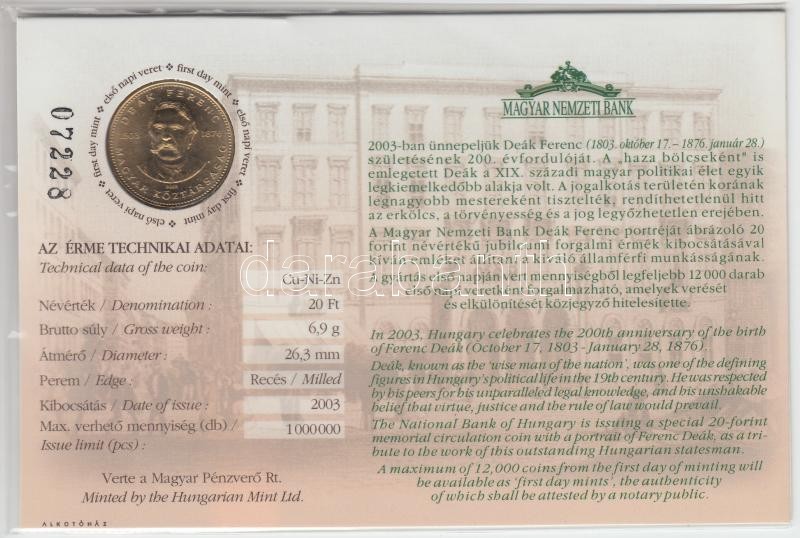 07228
első napi veret ❖ first day mint ❖ első napi veret ❖ first day mint ❖ első napi veret ❖ first day mint ❖
DEÁK FERENC
1803 1876
2003
MAGYAR KÖZTÁRSASÁG
AZ ÉRME TECHNIKAI ADATAI:
Technical data of the coin:
Cu-Ni-Zn
Névérték / Denomination : 20 Ft
Brutto súly / Gross weight : 6,9 g
Átmérő / Diameter : 26,3 mm
Perem / Edge : Recés / Milled
Kibocsátás / Date of issue : 2003
Max. verhető mennyiség (db) / 1 000 000
Issue limit (pcs) :
Verte a Magyar Pénzverő Rt.
Minted by the Hungarian Mint Ltd.
ALKOTÓHÁZ
MAGYAR NEMZETI BANK
2003-ban ünnepeljük Deák Ferenc (1803. október 17. – 1876. január 28.)
születésének 200. évfordulóját. A „haza bölcseként" is
emlegetett Deák a XIX. századi magyar politikai élet egyik
legkiemelkedőbb alakja volt. A jogalkotás területén korának
legnagyobb mestereként tisztelték, rendíthetetlenül hitt
az erkölcs, a törvényesség és a jog legyőzhetetlen erejében.
A Magyar Nemzeti Bank Deák Ferenc portréját ábrázoló 20
forint névértékű jubileumi forgalmi érmék kibocsátásával
kíván emléket állítani a kiváló államférfi munkásságának.
A gyártás első napján vert mennyiségből legfeljebb 12 000 darab
első napi veretként forgalmazható, amelyek verését
és elkülönítését közjegyző hitelesítette.
In 2003, Hungary celebrates the 200th anniversary of the birth
of Ferenc Deák (October 17, 1803 - January 28, 1876).
Deák, known as the 'wise man of the nation', was one of the defining
figures in Hungary's political life in the 19th century. He was respected
by his peers for his unparalleled legal knowledge, and his unshakable
belief that virtue, justice and the rule of law would prevail.
The National Bank of Hungary is issuing a special 20-forint
memorial circulation coin with a portrait of Ferenc Deák, as a tri-
bute to the work of this outstanding Hungarian statesman.
A maximum of 12,000 coins from the first day of minting will
be available as 'first day mints', the authenticity
of which shall be attested by a notary public.
darabanth.com